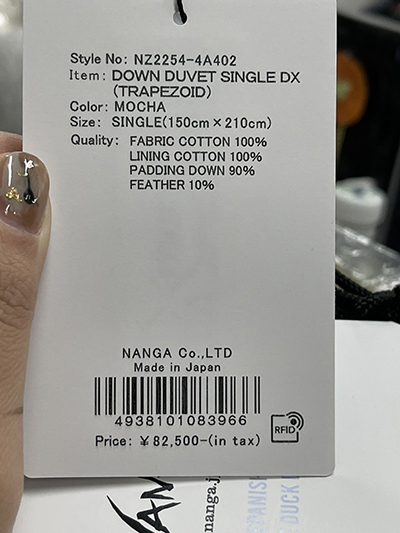 Style No: NZ2254-4A402
Item: DOWN DUVET SINGLE DX
(TRAPEZOID)
Color: MOCHA
Size: SINGLE(150cm×210cm)
Quality: FABRIC COTTON 100%
LINING COTTON 100%
PADDING DOWN 90%
FEATHER 10%
NANGA Co.,LTD
Made in Japan
4938101083966
RFID
Price: ¥82,500-(in tax)
nanga.j
DUCK